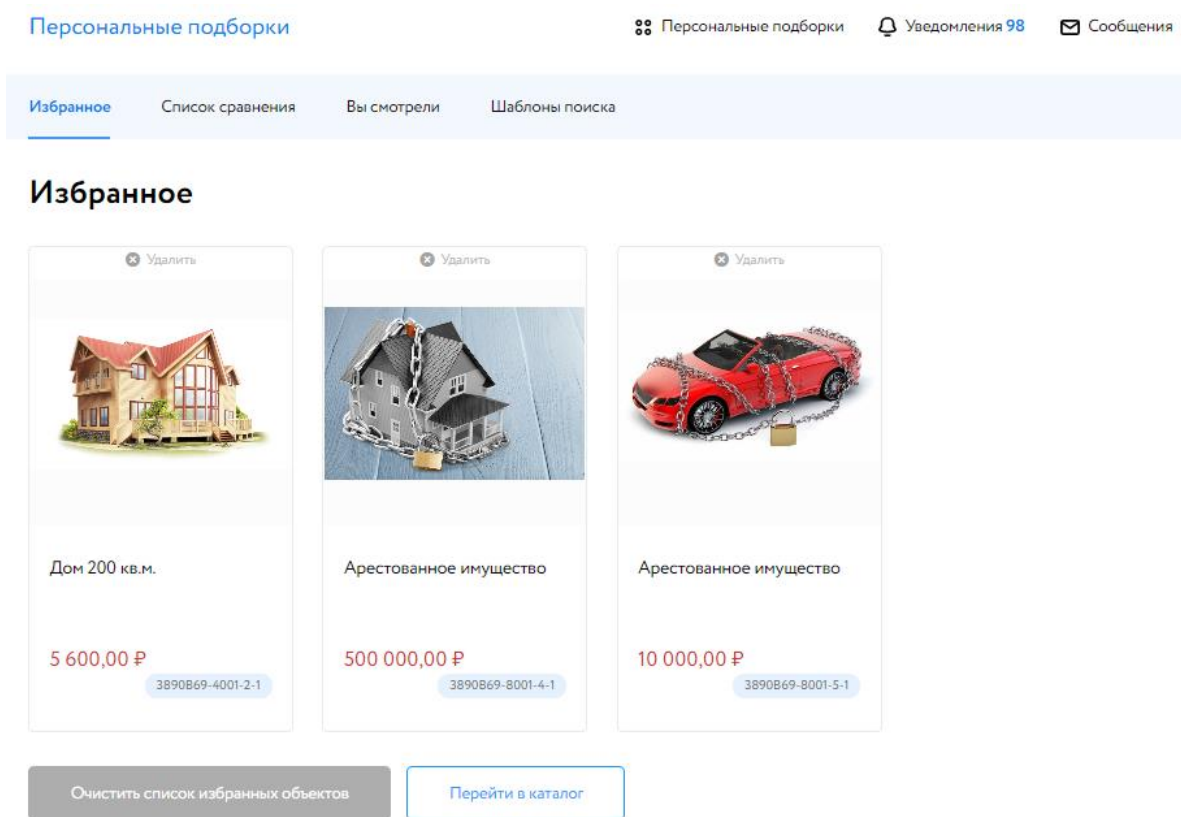 Персональные подборки
Персональные подборки
Уведомления 98
Сообщения
Избранное
Список сравнения
Вы смотрели
Шаблоны поиска
Избранное
Удалить
Удалить
Удалить
Дом 200 кв.м.
Арестованное имущество
Арестованное имущество
5 600,00 ₽
500 000,00 ₽
10 000,00 ₽
3890B69-4001-2-1
3890B69-8001-4-1
3890B69-8001-5-1
Очистить список избранных объектов
Перейти в каталог